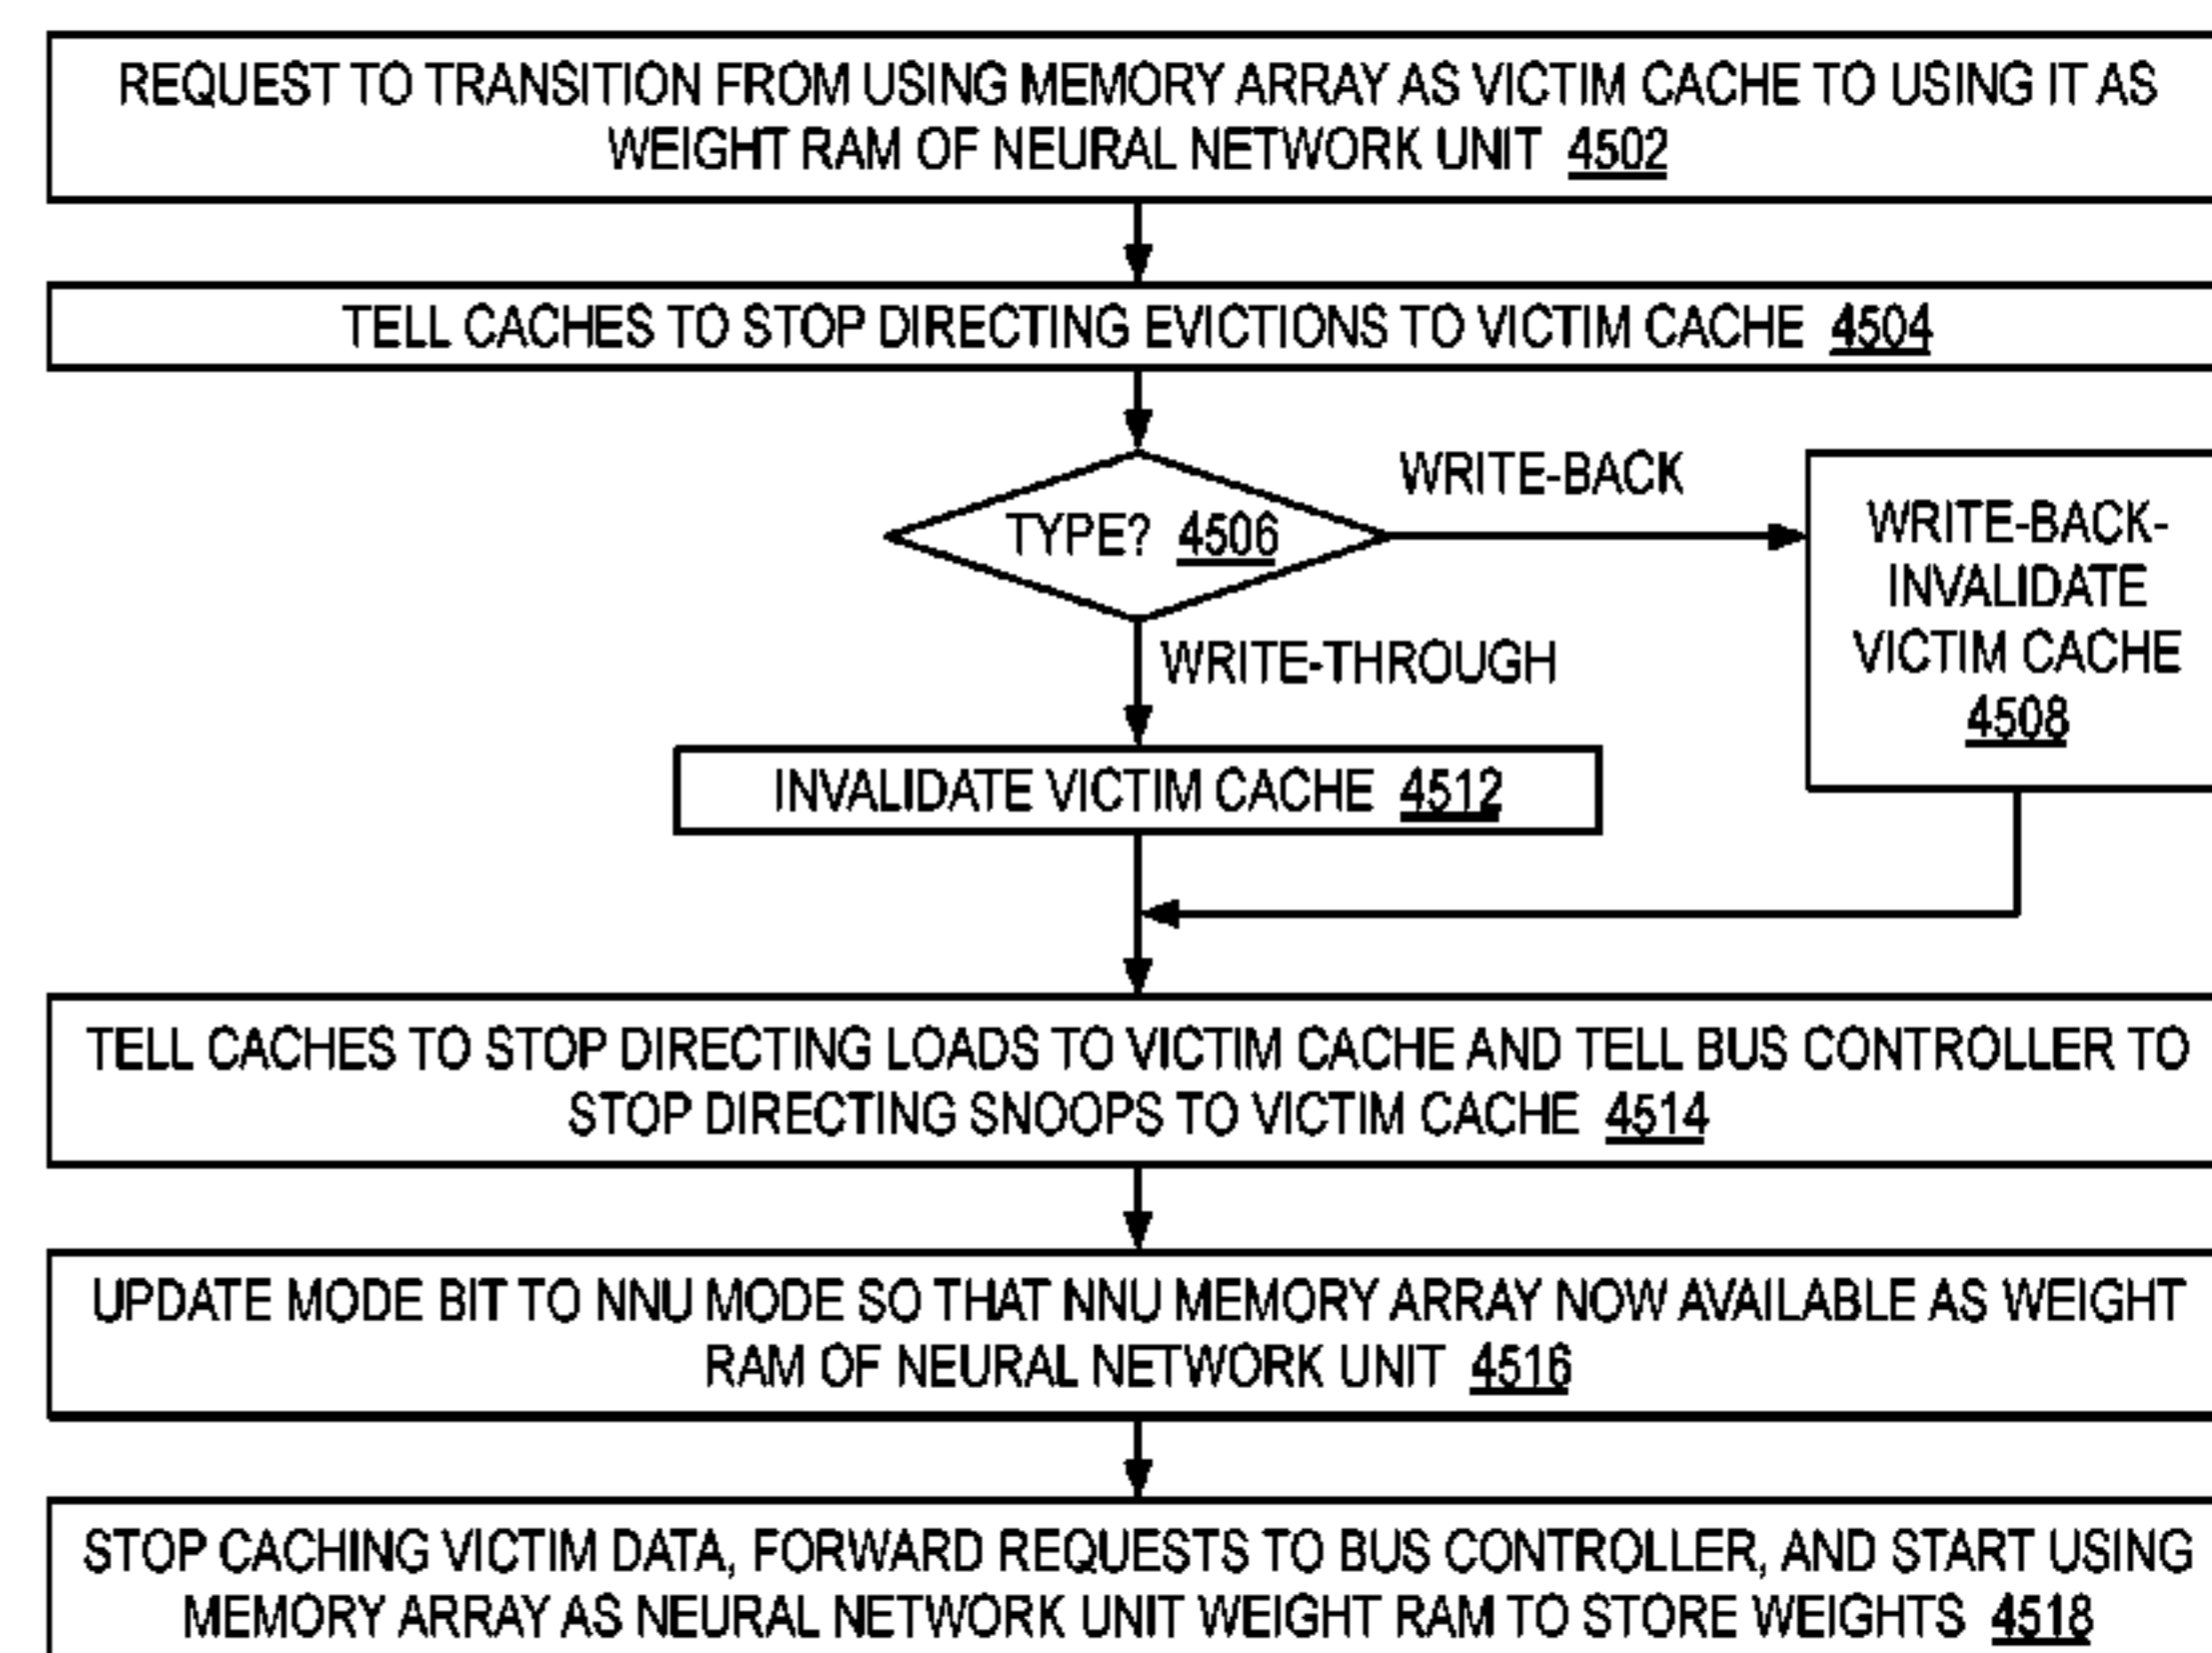 REQUEST TO TRANSITION FROM USING MEMORY ARRAY AS VICTIM CACHE TO USING IT AS
WEIGHT RAM OF NEURAL NETWORK UNIT 4502
TELL CACHES TO STOP DIRECTING EVICTIONS TO VICTIM CACHE 4504
TYPE? 4506
WRITE-BACK
WRITE-BACK-
INVALIDATE
VICTIM CACHE
4508
WRITE-THROUGH
INVALIDATE VICTIM CACHE 4512
TELL CACHES TO STOP DIRECTING LOADS TO VICTIM CACHE AND TELL BUS CONTROLLER TO
STOP DIRECTING SNOOPS TO VICTIM CACHE 4514
UPDATE MODE BIT TO NNU MODE SO THAT NNU MEMORY ARRAY NOW AVAILABLE AS WEIGHT
RAM OF NEURAL NETWORK UNIT 4516
STOP CACHING VICTIM DATA, FORWARD REQUESTS TO BUS CONTROLLER, AND START USING
MEMORY ARRAY AS NEURAL NETWORK UNIT WEIGHT RAM TO STORE WEIGHTS 4518